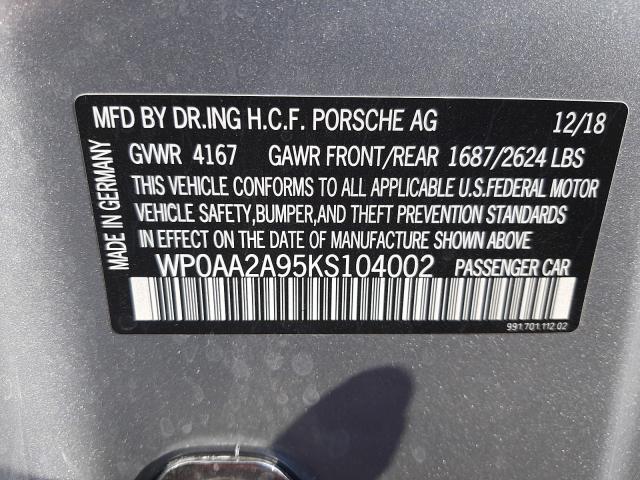 MFD BY DR.ING H.C.F. PORSCHE AG 12/18
GVWR 4167 GAWR FRONT/REAR 1687/2624 LBS
THIS VEHICLE CONFORMS TO ALL APPLICABLE U.S.FEDERAL MOTOR
VEHICLE SAFETY,BUMPER,AND THEFT PREVENTION STANDARDS
IN EFFECT ON THE DATE OF MANUFACTURE SHOWN ABOVE
WP0AA2A95KS104002 PASSENGER CAR
991.701.112.02
MADE IN GERMANY